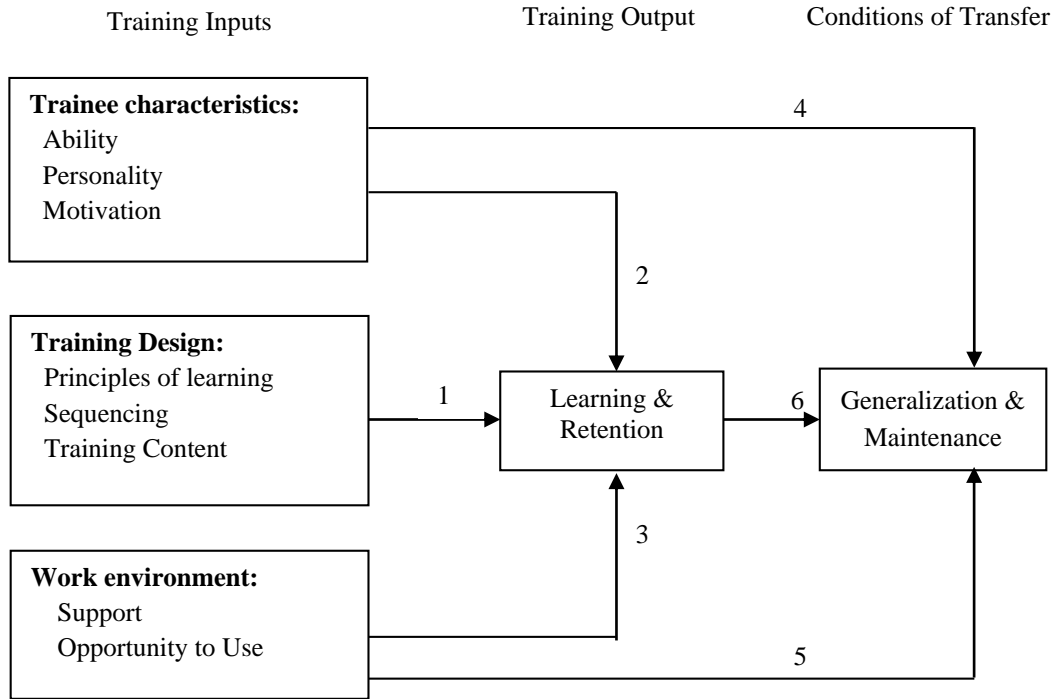 Training Inputs
Training Output
Conditions of Transfer
Trainee characteristics:
Ability
Personality
Motivation
4
2
Training Design:
Principles of learning
Sequencing
Training Content
1
Learning &
Retention
6
Generalization &
Maintenance
3
Work environment:
Support
Opportunity to Use
5